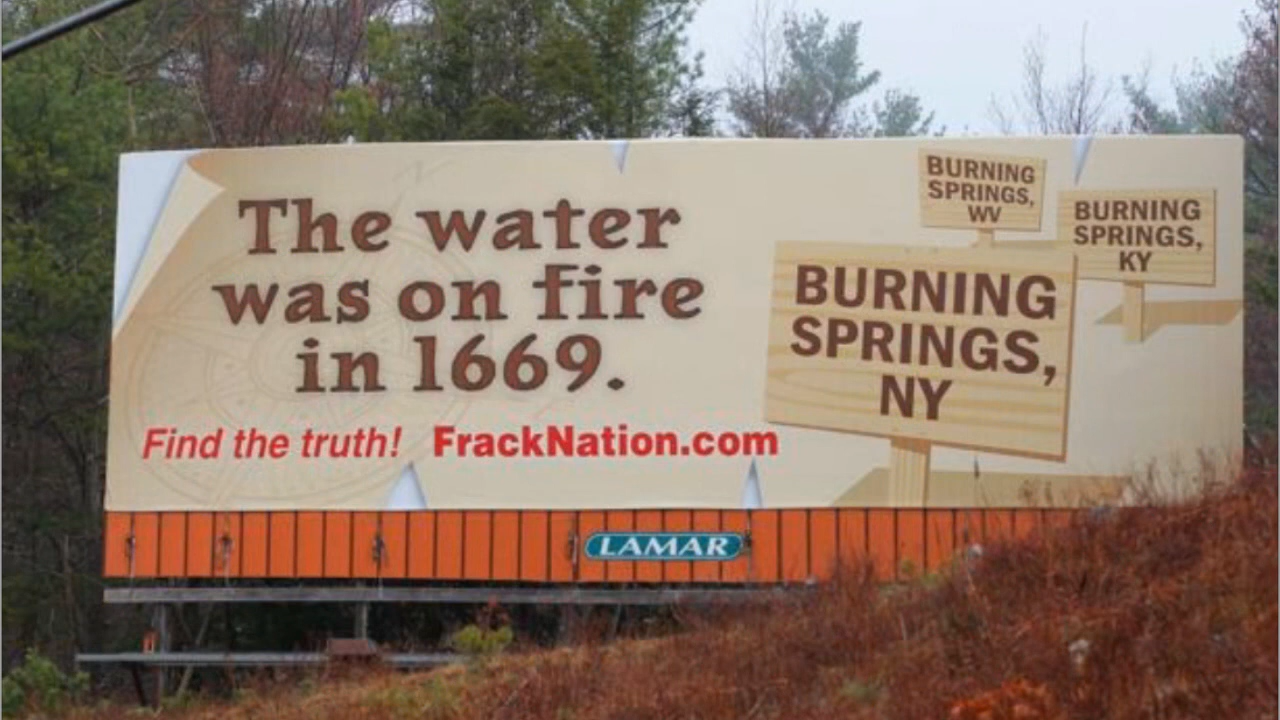 The water
was on fire
in 1669.
Find the truth! FrackNation.com
BURNING
SPRINGS,
WV
BURNING
SPRINGS,
KY
BURNING
SPRINGS,
NY
LAMAR